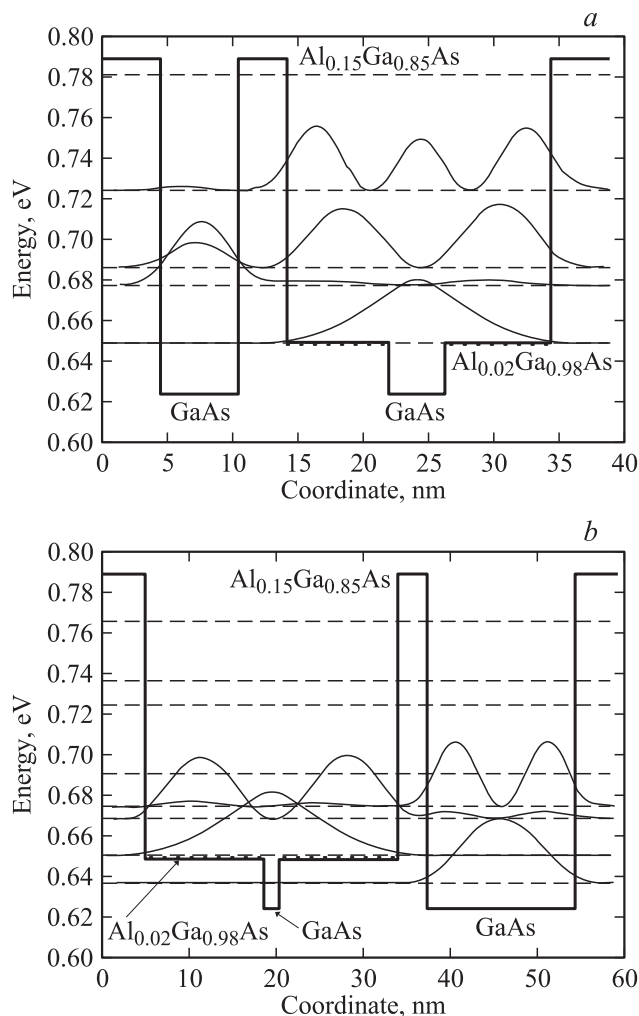 a
0.80
Al0.15Ga0.85As
0.78
0.76
0.74
0.72
0.70
0.68
0.66
0.64
0.62
0.60
Energy, eV
Al0.02Ga0.98As
GaAs
GaAs
0 5 10 15 20 25 30 35 40
Coordinate, nm
b
0.80
Al0.15Ga0.85As
0.78
0.76
0.74
0.72
0.70
0.68
0.66
0.64
0.62
0.60
Energy, eV
Al0.02Ga0.98As
GaAs
GaAs
0 10 20 30 40 50 60
Coordinate, nm